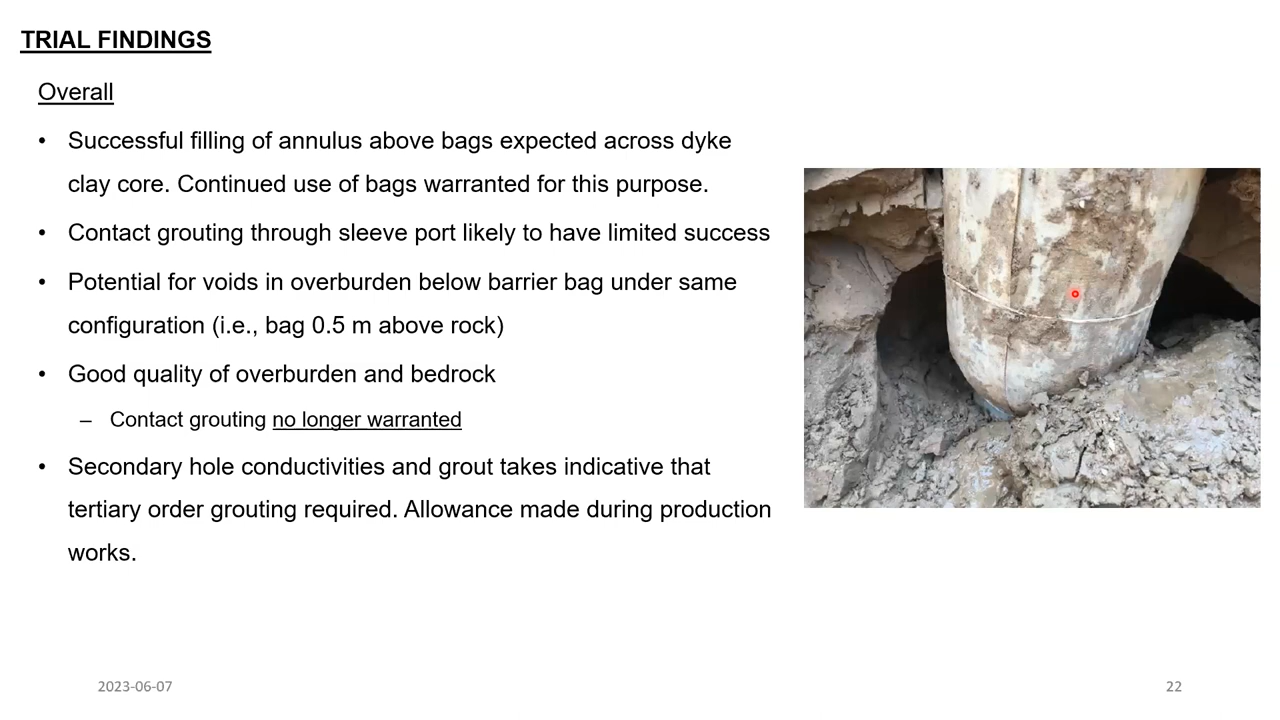 TRIAL FINDINGS
Overall
• Successful filling of annulus above bags expected across dyke
clay core. Continued use of bags warranted for this purpose.
• Contact grouting through sleeve port likely to have limited success
• Potential for voids in overburden below barrier bag under same
configuration (i.e., bag 0.5 m above rock)
• Good quality of overburden and bedrock
– Contact grouting no longer warranted
• Secondary hole conductivities and grout takes indicative that
tertiary order grouting required. Allowance made during production
works.
2023-06-07
22